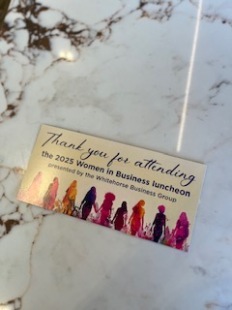 Thank you for attending
the 2025 Women in Business luncheon
presented by the Whitehorse Business Group